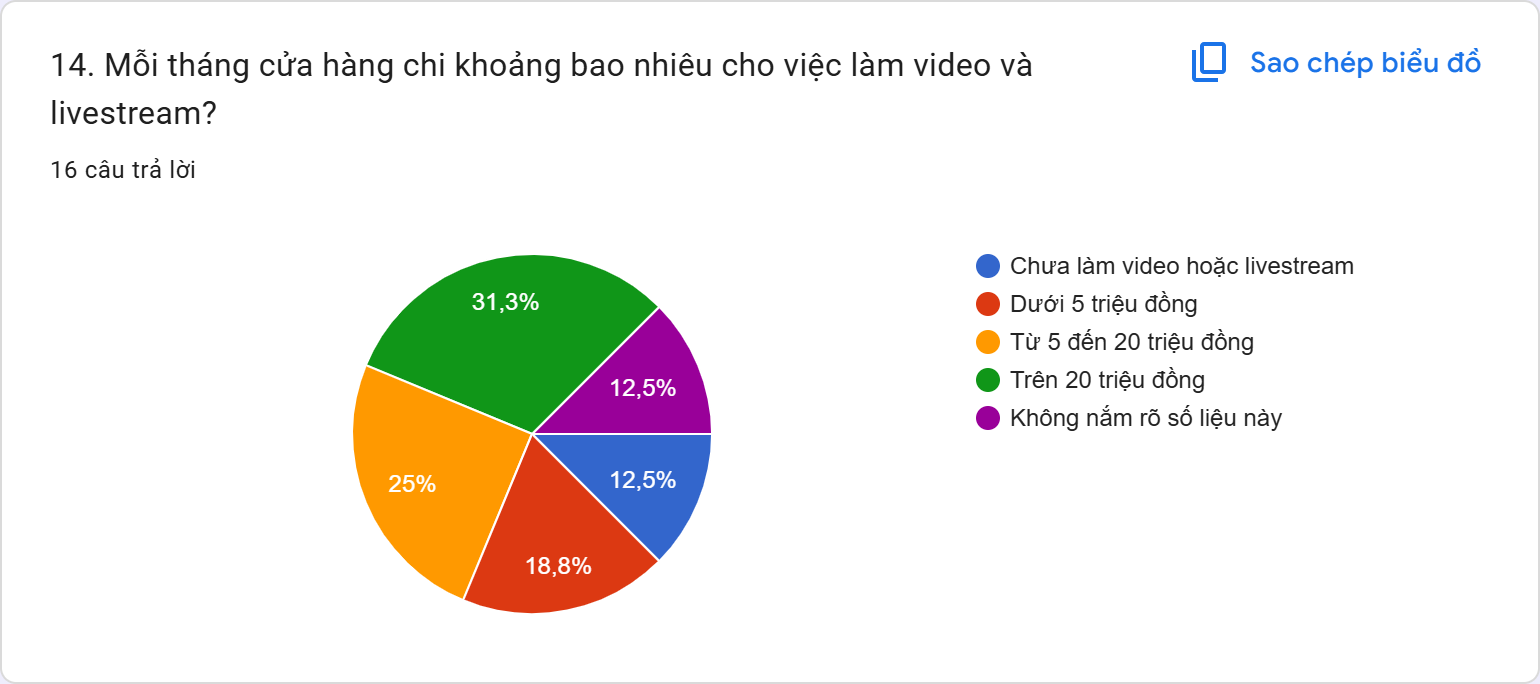 14. Mỗi tháng cửa hàng chi khoảng bao nhiêu cho việc làm video và
livestream?
Sao chép biểu đồ
16 câu trả lời
31,3%
12,5%
25%
12,5%
18,8%
Chưa làm video hoặc livestream
Dưới 5 triệu đồng
Từ 5 đến 20 triệu đồng
Trên 20 triệu đồng
Không nắm rõ số liệu này